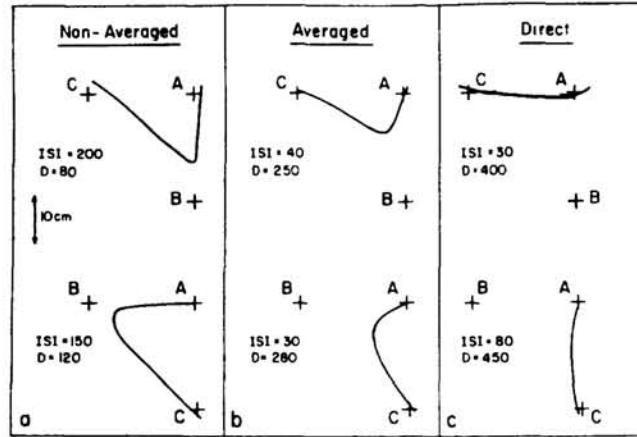 Non-Averaged
C A
ISI = 200
D = 80
B
10cm
B A
ISI = 150
D = 120
C
a
Averaged
C A
ISI = 40
D = 250
B
B A
ISI = 30
D = 280
C
b
Direct
C A
ISI = 30
D = 400
B
B A
ISI = 80
D = 450
C
c